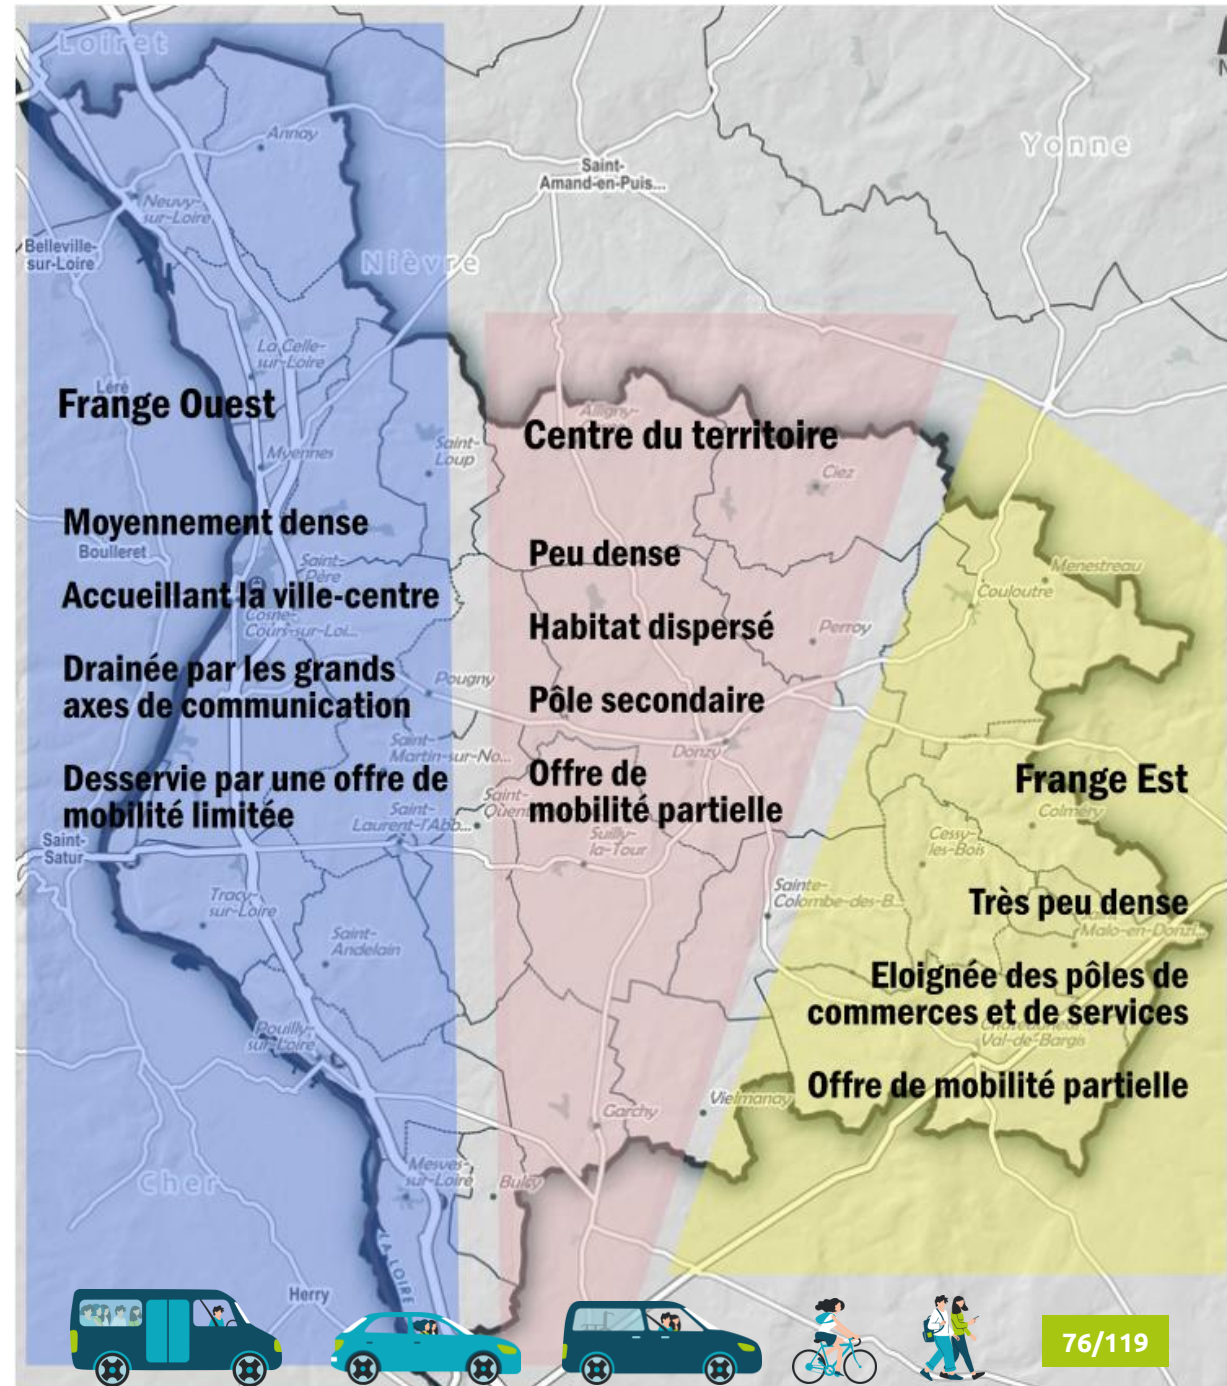 Loiret
Annay
Saint-
Amand-en-Puis...
Yonne
Neuvy-
sur-Loire
Belleville-
sur-Loire
Nièvre
La Celle-
sur-Loire
Léré
Frange Ouest
Myennes
Saint-
Loup
Alligny-
Centre du territoire
Ciez
Moyennement dense
Boulleret
Saint-
Père
Accueillant la ville-centre
Cosne-
Cours-sur-Loi...
Drainée par les grands
axes de communication
Pougny
Saint-
Martin-sur-No...
Desservie par une offre de
mobilité limitée
Saint-
Laurent-l'Abb...
Saint-
Satur
Peu dense
Habitat dispersé
Perroy
Pôle secondaire
Donzy
Offre de
mobilité partielle
Saint-
Suilly-
la-Tour
Menestreau
Couloutre
Frange Est
Colméry
Cessy-
les-Bois
Sainte-
Colombe-des-B...
Très peu dense
Malo-en-Donzi...
Eloignée des pôles de
commerces et de services
Val-de-Bargis
Offre de mobilité partielle
Tracy-
sur-Loire
Saint-
Andelain
Pouilly-
sur-Loire
Garchy
Vielmanay
Cher
Mesves-
sur-Loire
Bulcy
LA LOIRE
Herry
76/119